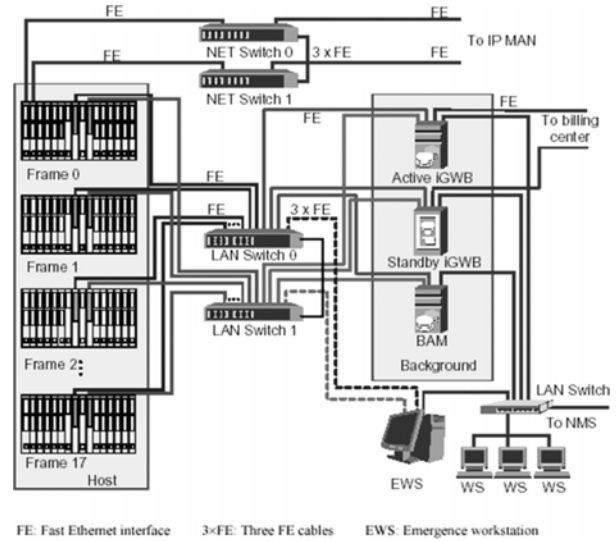 FE
FE
NET Switch 0
To IP MAN
FE
3 x FE
FE
NET Switch 1
FE
FE
To billing
center
Frame 0
Active iGWB
FE
FE
3 x FE
Frame 1
LAN Switch 0
Standby iGWB
LAN Switch 1
BAM
Frame 2
Background
LAN Switch
To NMS
Frame 17
Host
EWS
WS
WS
WS
FE: Fast Ethernet interface
3×FE: Three FE cables
EWS: Emergence workstation